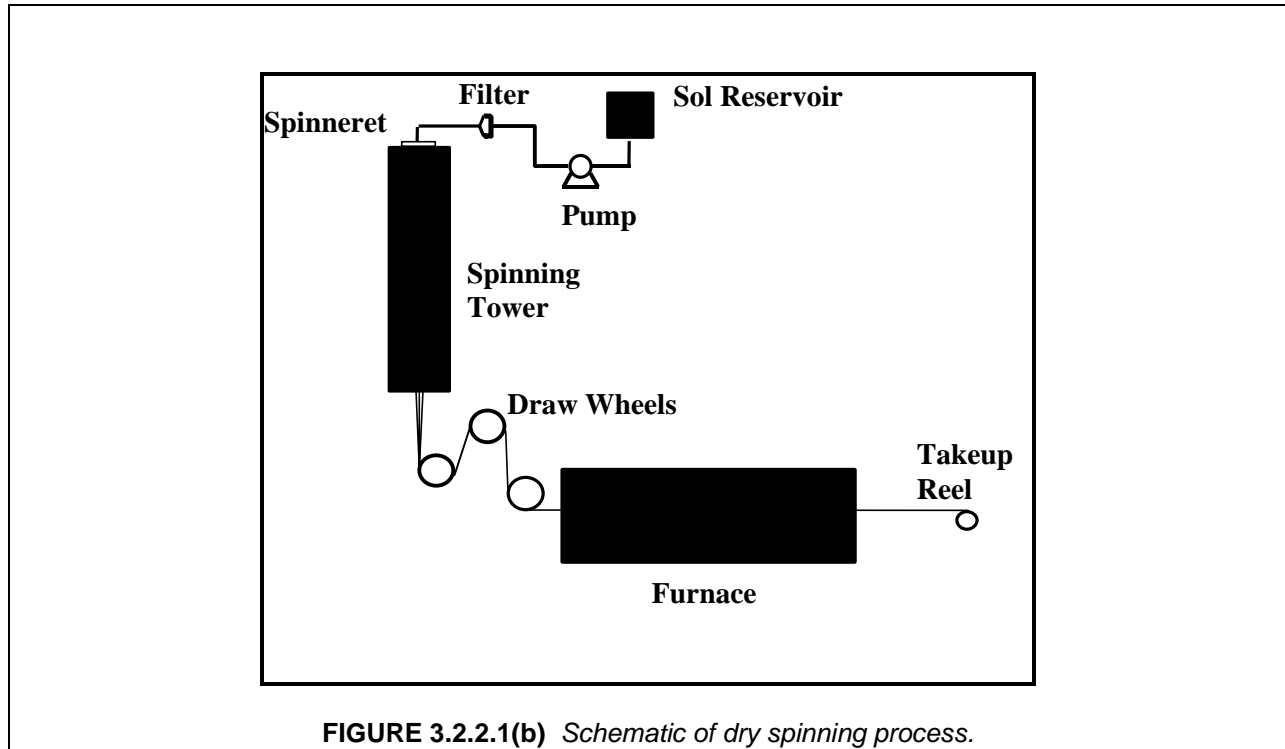 Filter
Sol Reservoir
Spinneret
Pump
Spinning
Tower
Draw Wheels
Takeup
Reel
Furnace
FIGURE 3.2.2.1(b) Schematic of dry spinning process.